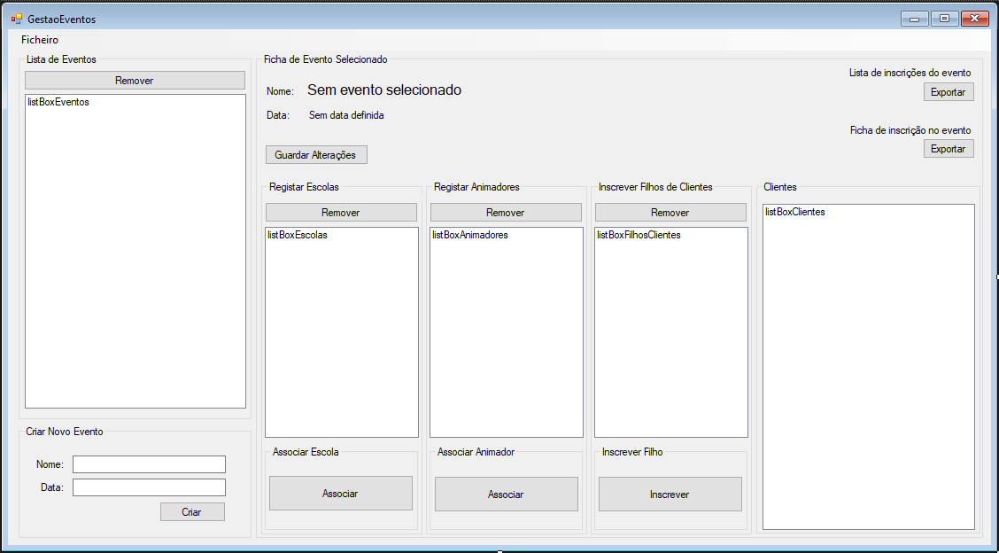 GestaoEventos
Ficheiro
Lista de Eventos
Remover
listBoxEventos
Criar Novo Evento
Nome:
Data:
Criar
Ficha de Evento Selecionado
Nome: Sem evento selecionado
Data: Sem data definida
Guardar Alterações
Lista de inscrições do evento
Exportar
Ficha de inscrição no evento
Exportar
Registar Escolas
Remover
listBoxEscolas
Associar Escola
Associar
Registar Animadores
Remover
listBoxAnimadores
Associar Animador
Associar
Inscrever Filhos de Clientes
Remover
listBoxFilhosClientes
Inscrever Filho
Inscrever
Clientes
listBoxClientes